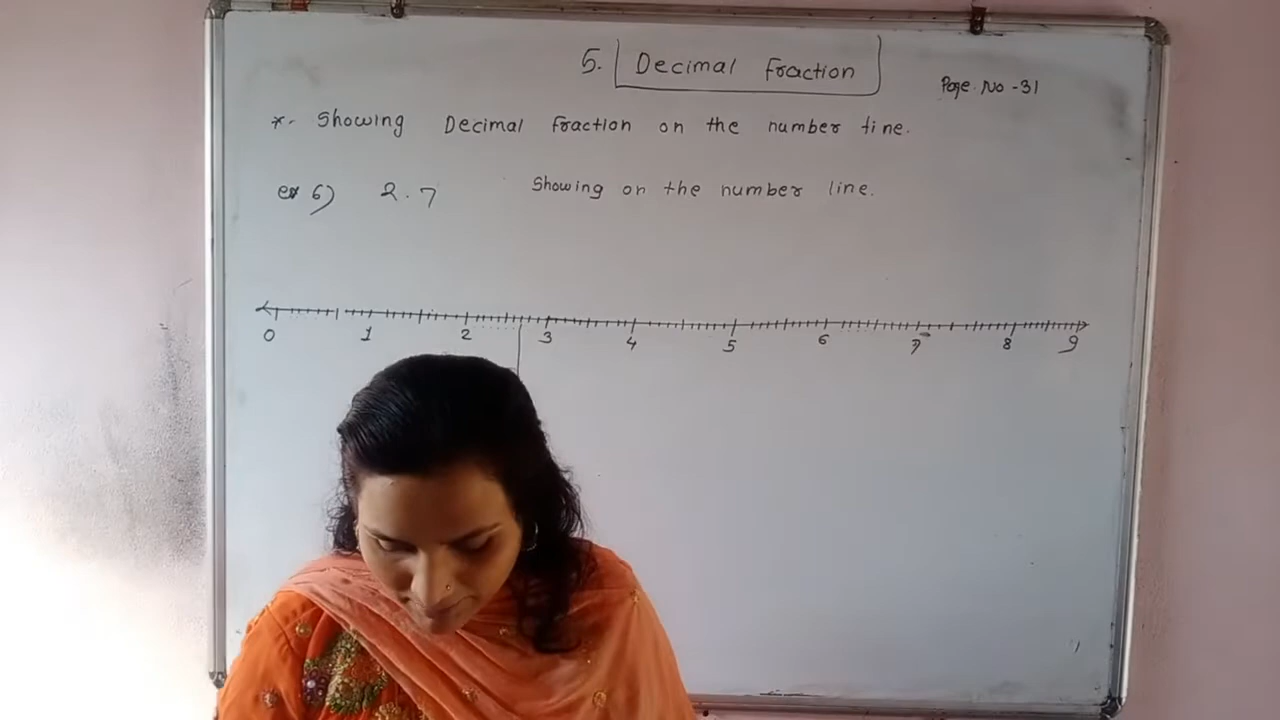 5. Decimal Fraction
Page No - 31
*. Showing Decimal Fraction on the number line.
ex 6) 2.7 Showing on the number line.
0 1 2 3 4 5 6 7 8 9